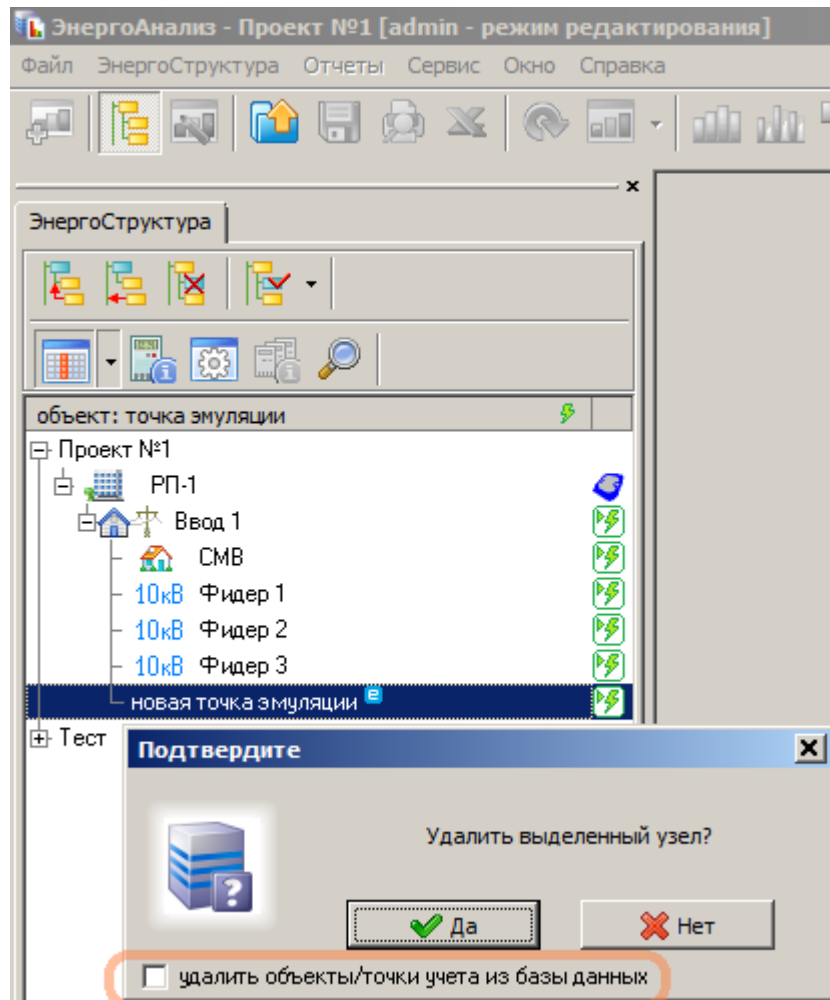 ЭнергоАнализ - Проект №1 [admin - режим редактирования]
Файл ЭнергоСтруктура Отчеты Сервис Окно Справка
ЭнергоСтруктура
объект: точка эмуляции
Проект №1
РП-1
Ввод 1
СМВ
10кВ Фидер 1
10кВ Фидер 2
10кВ Фидер 3
новая точка эмуляции e
Тест
Подтвердите
Удалить выделенный узел?
Да
Нет
удалить объекты/точки учета из базы данных